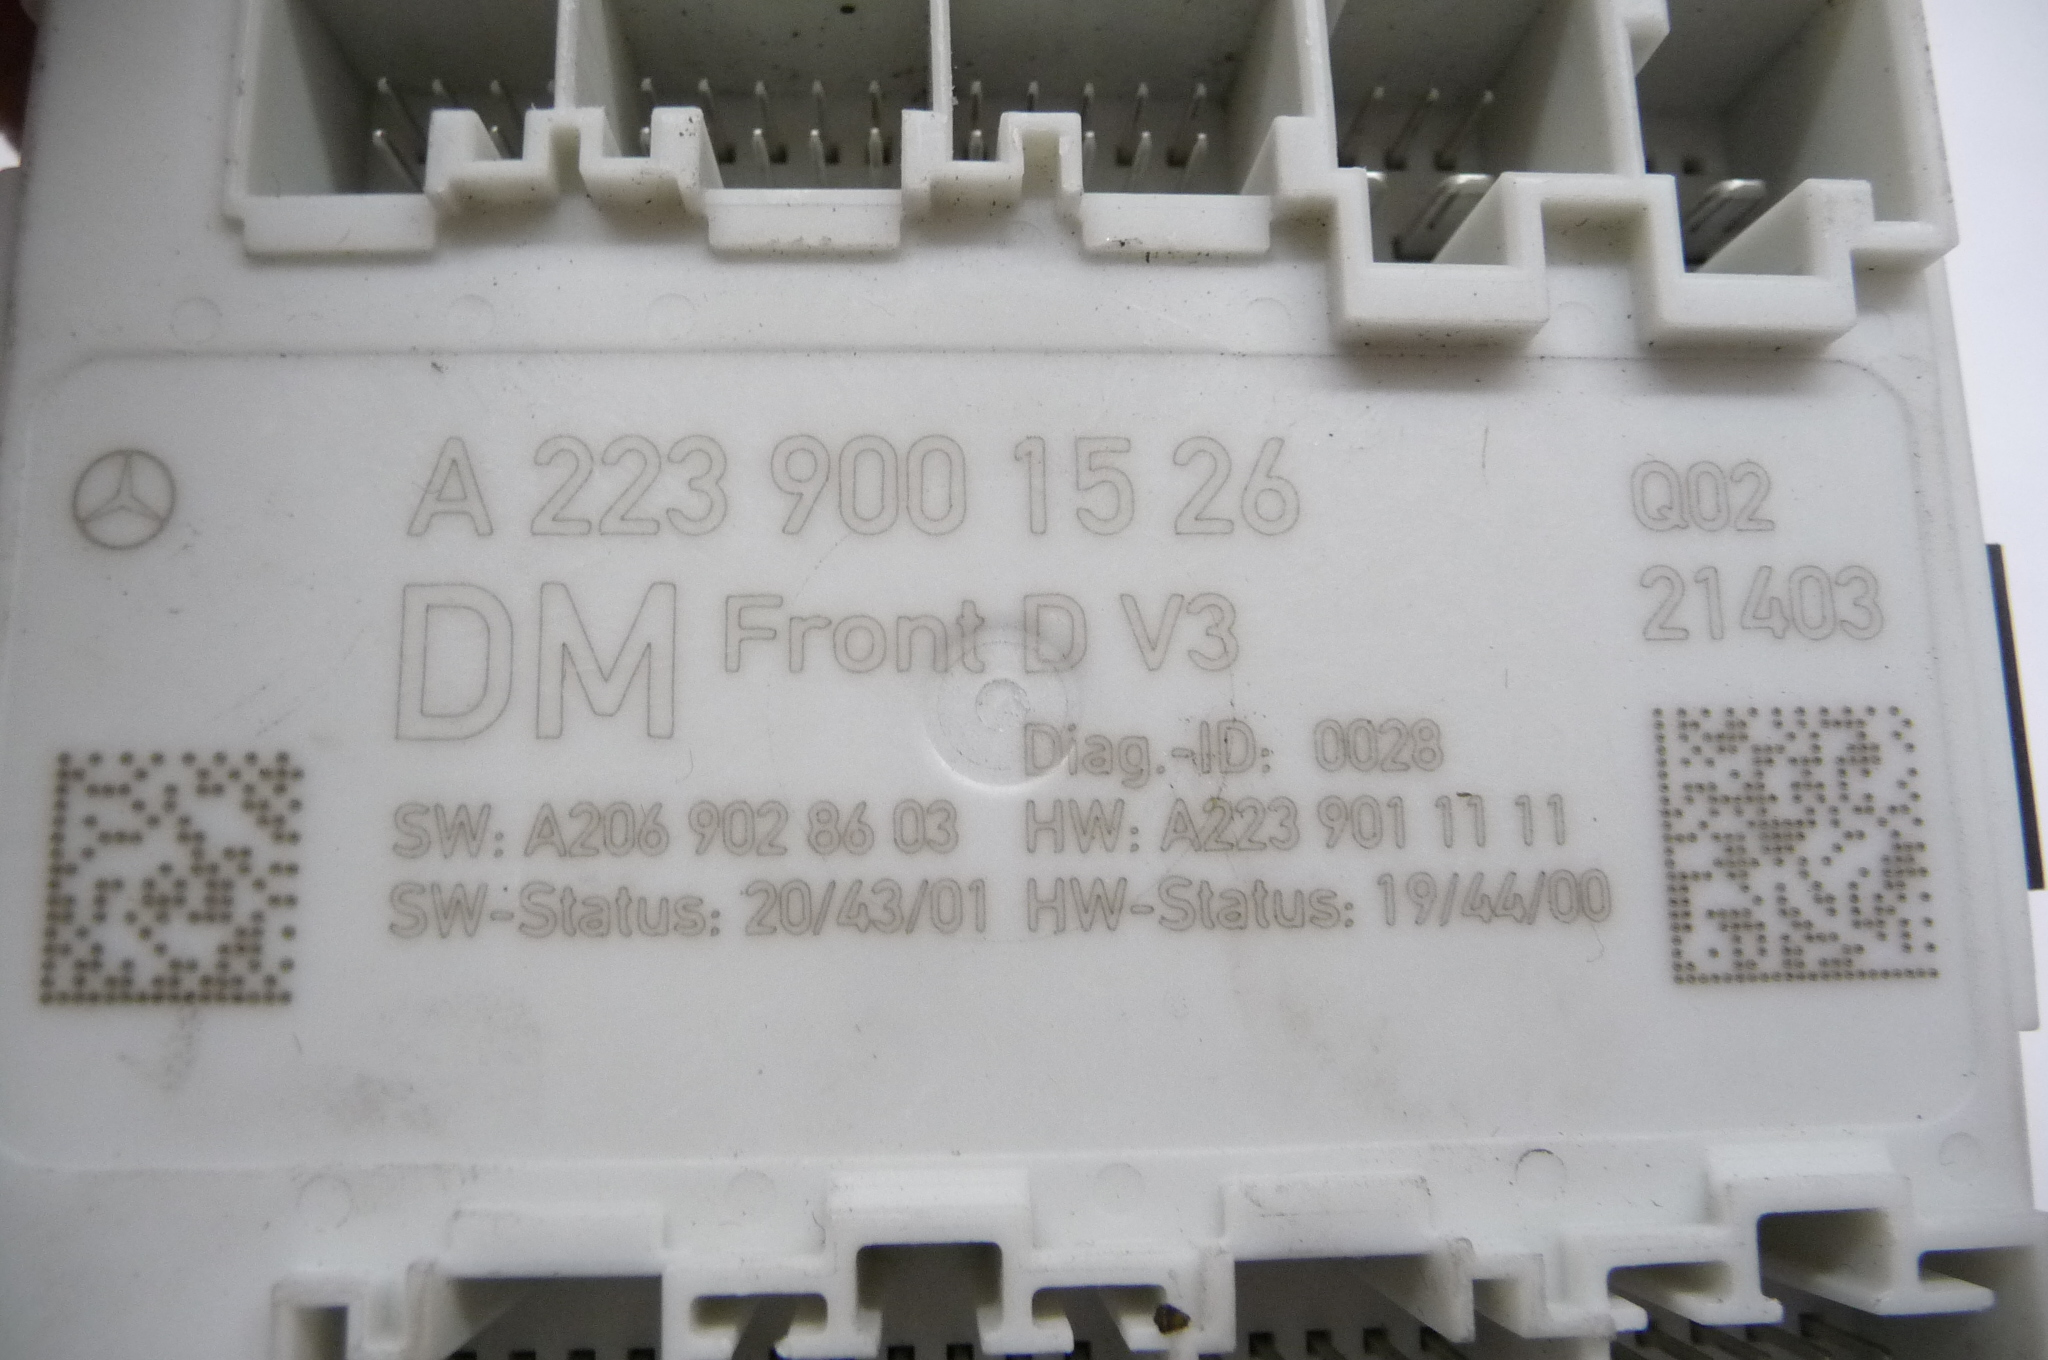 A 223 900 15 26
Q02
DM Front D V3
21403
Diag.-ID: 0028
SW: A206 902 86 03 HW: A223 901 11 11
SW-Status: 20/43/01 HW-Status: 19/44/00